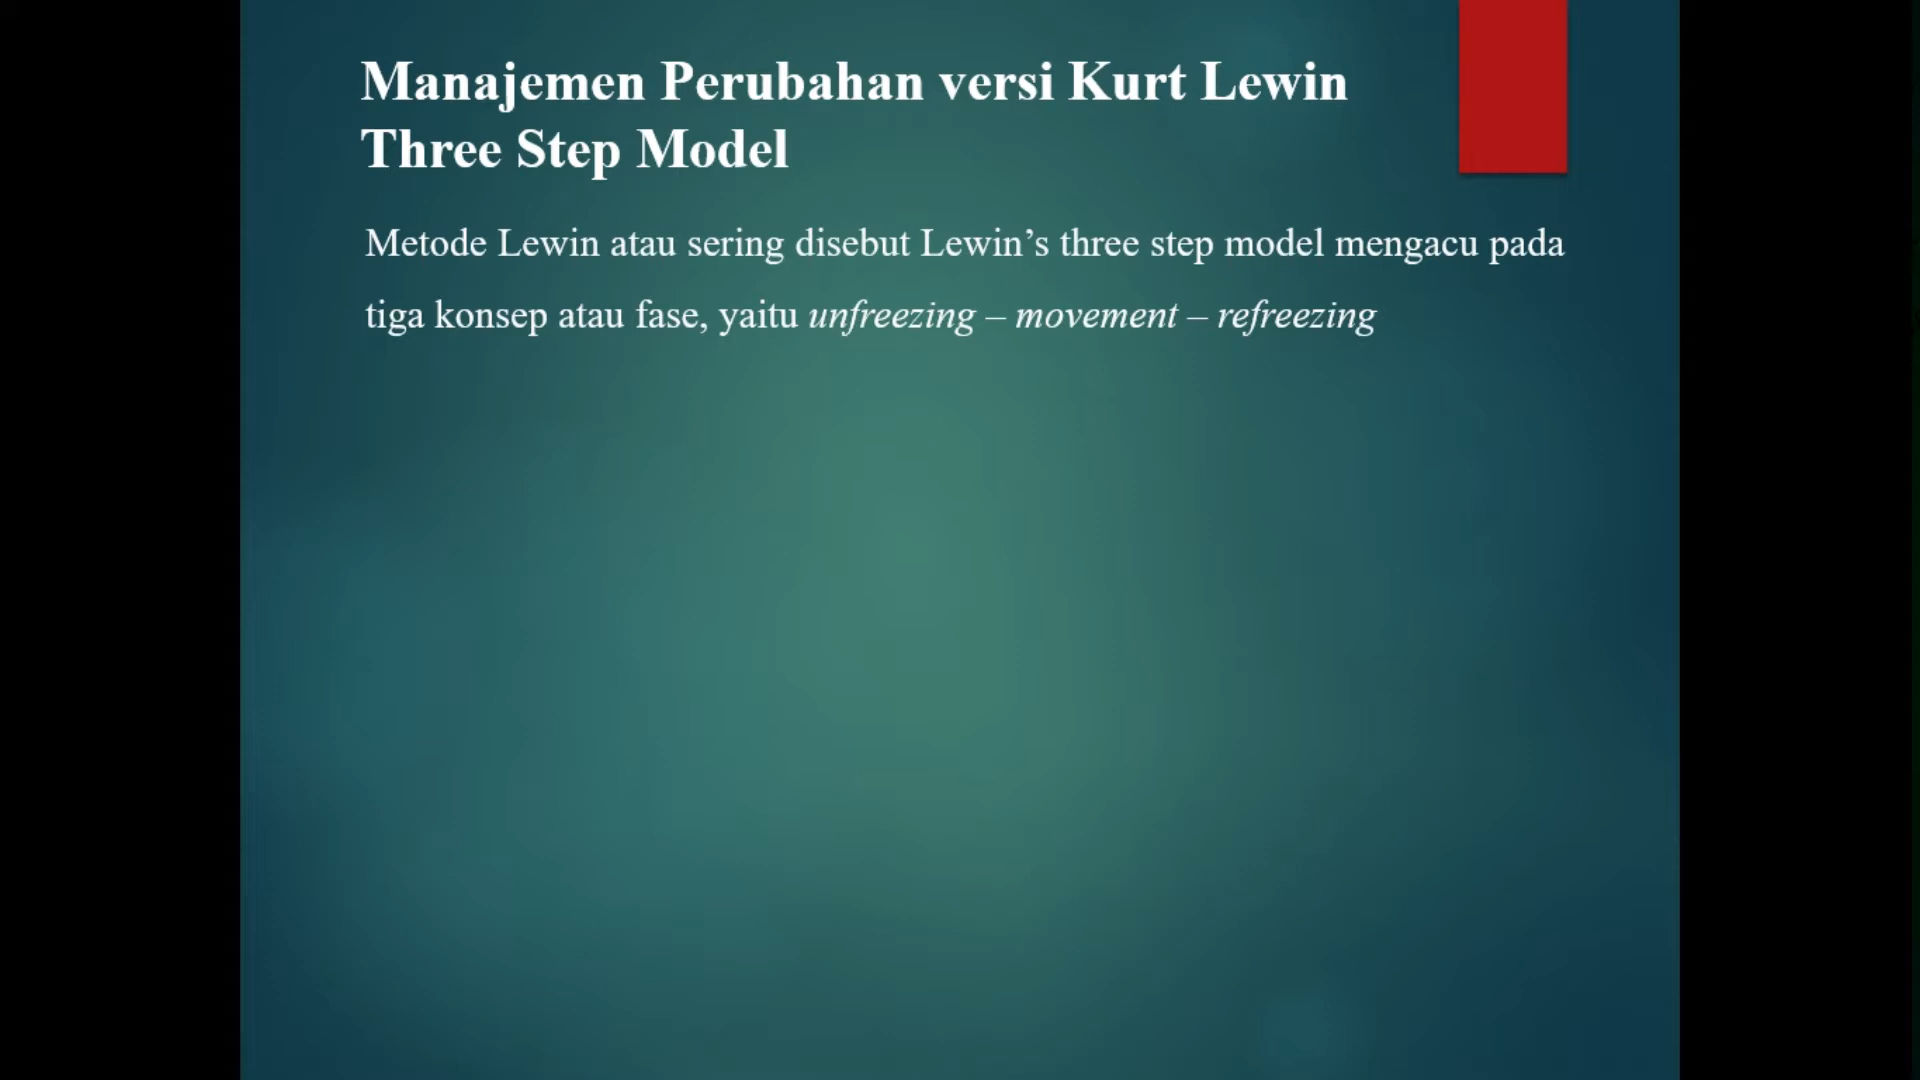 Manajemen Perubahan versi Kurt Lewin
Three Step Model
Metode Lewin atau sering disebut Lewin’s three step model mengacu pada
tiga konsep atau fase, yaitu unfreezing – movement – refreezing